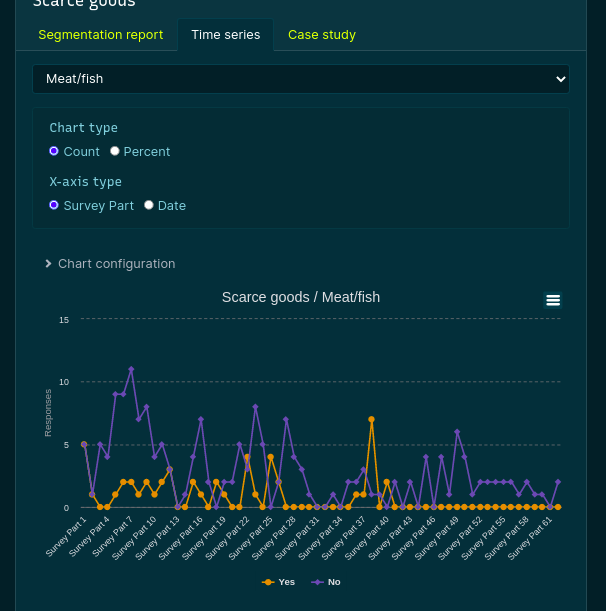 Scarce goods
Segmentation report Time series Case study
Meat/fish
Chart type
Count Percent
X-axis type
Survey Part Date
Chart configuration
Scarce goods / Meat/fish
15
10
5
0
Responses
Survey Part 1 Survey Part 4 Survey Part 7 Survey Part 10 Survey Part 13 Survey Part 16 Survey Part 19 Survey Part 22 Survey Part 25 Survey Part 28 Survey Part 31 Survey Part 34 Survey Part 37 Survey Part 40 Survey Part 43 Survey Part 46 Survey Part 49 Survey Part 52 Survey Part 55 Survey Part 58 Survey Part 61
Yes No